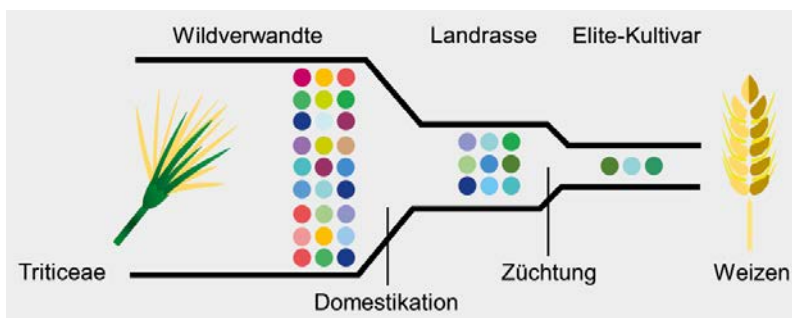 Wildverwandte
Landrasse
Elite-Kultivar
Triticeae
Domestikation
Züchtung
Weizen